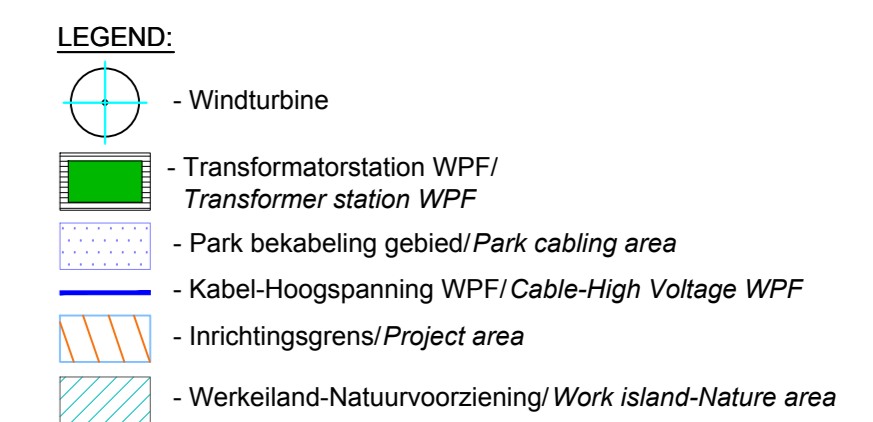 LEGEND:
- Windturbine
- Transformatorstation WPF/
Transformer station WPF
- Park bekabeling gebied/Park cabling area
- Kabel-Hoogspanning WPF/Cable-High Voltage WPF
- Inrichtingsgrens/Project area
- Werkeiland-Natuurvoorziening/Work island-Nature area